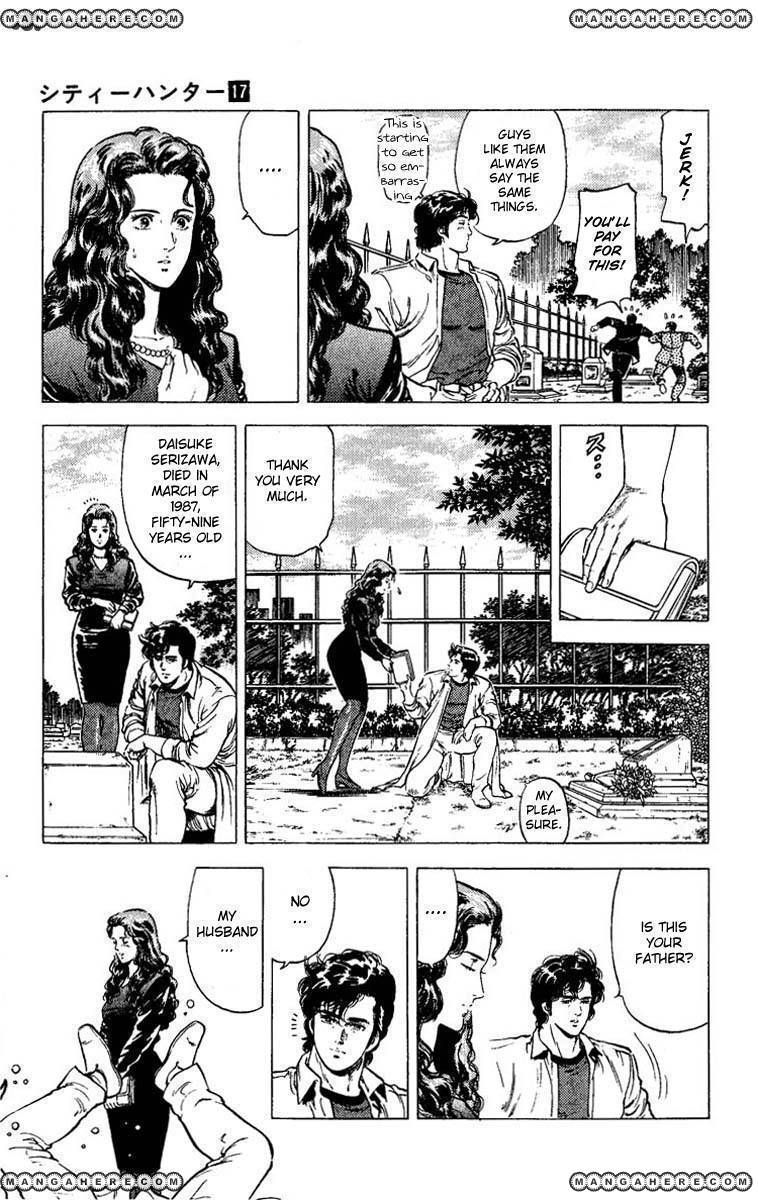 MANGAHERE.COM
MANGAHERE.COM
シティーハンター17
JERK!
YOU'LL
PAY
FOR
THIS!
GUYS
LIKE THEM
ALWAYS
SAY THE
SAME
THINGS.
This is
starting
to get
so em-
barras-
ing
....
ス...
THANK
YOU VERY
MUCH.
MY
PLEA-
SURE.
DAISUKE
SERIZAWA,
DIED IN
MARCH OF
1987,
FIFTY-NINE
YEARS OLD
...
IS THIS
YOUR
FATHER?
....
NO
...
MY
HUSBAND
...
MANGAHERE.COM
MANGAHERE.COM